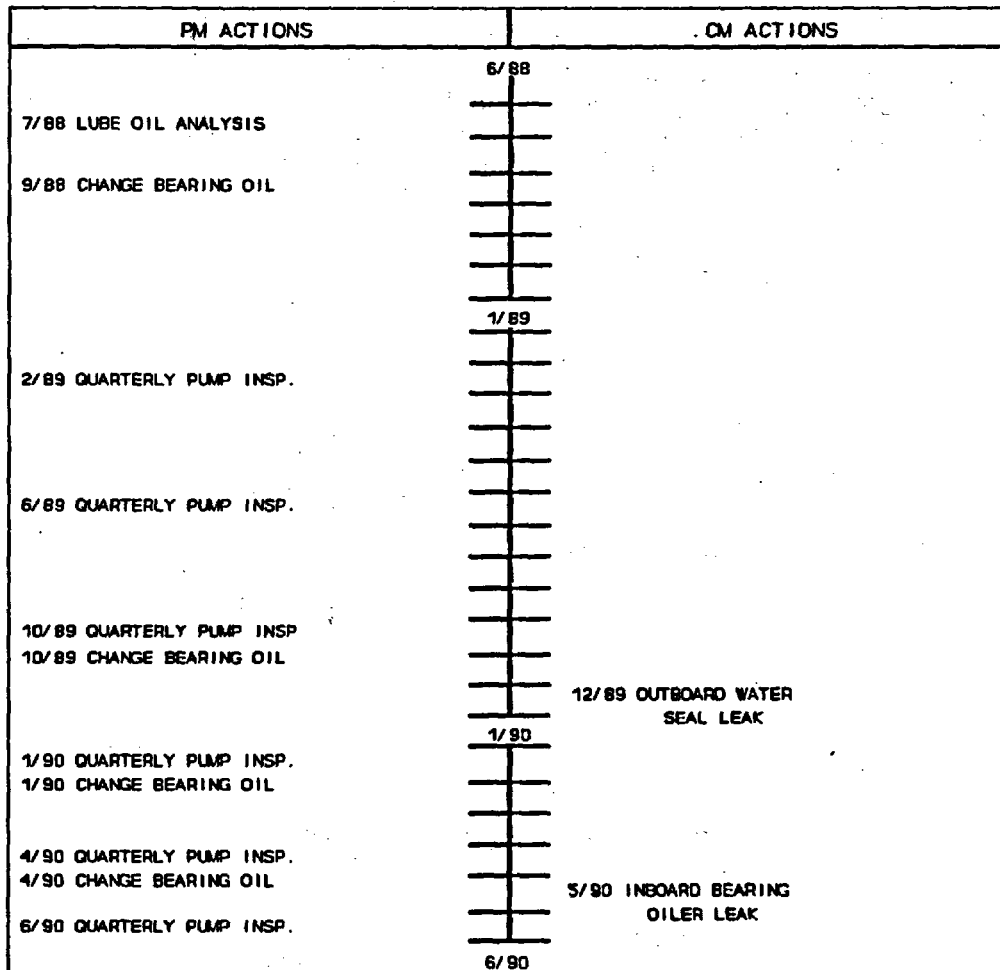 PM ACTIONS
CM ACTIONS
6/88
7/88 LUBE OIL ANALYSIS
9/88 CHANGE BEARING OIL
1/89
2/89 QUARTERLY PUMP INSP.
6/89 QUARTERLY PUMP INSP.
10/89 QUARTERLY PUMP INSP
10/89 CHANGE BEARING OIL
12/89 OUTBOARD WATER
SEAL LEAK
1/90
1/90 QUARTERLY PUMP INSP.
1/90 CHANGE BEARING OIL
4/90 QUARTERLY PUMP INSP.
4/90 CHANGE BEARING OIL
5/90 INBOARD BEARING
OILER LEAK
6/90 QUARTERLY PUMP INSP.
6/90